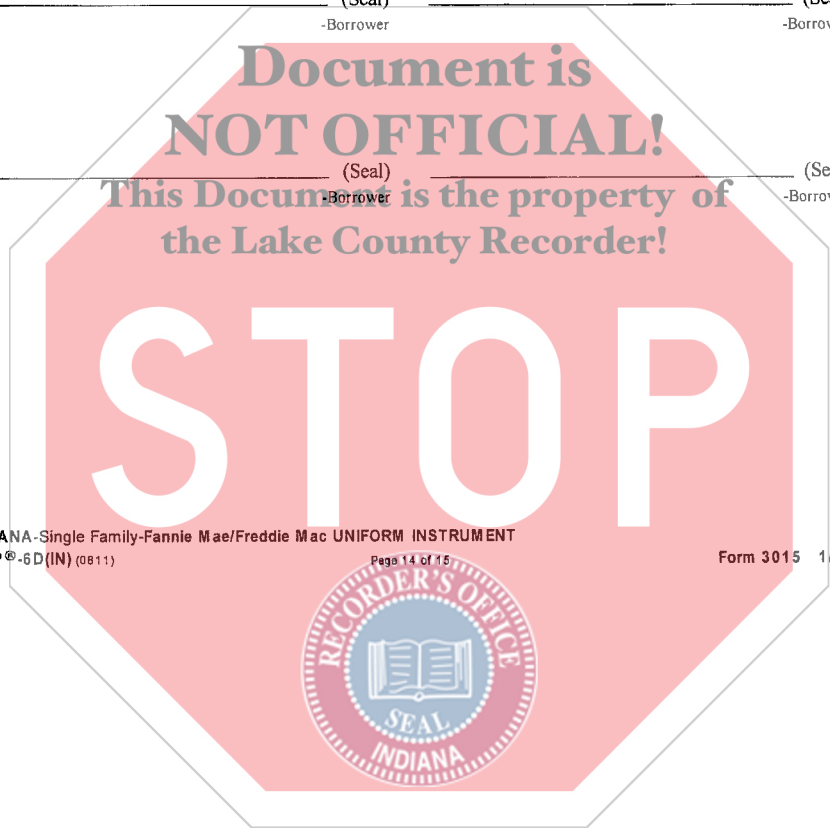 (Seal)
-Borrower
Document is
NOT OFFICIAL!
(Seal)
This Document is the property of
-Borrower
the Lake County Recorder!
STOP
ANA-Single Family-Fannie Mae/Freddie Mac UNIFORM INSTRUMENT
®-6D(IN) (0811)
Page 14 of 15
Form 3015
RECORDER'S OFFICE
SEAL
INDIANA